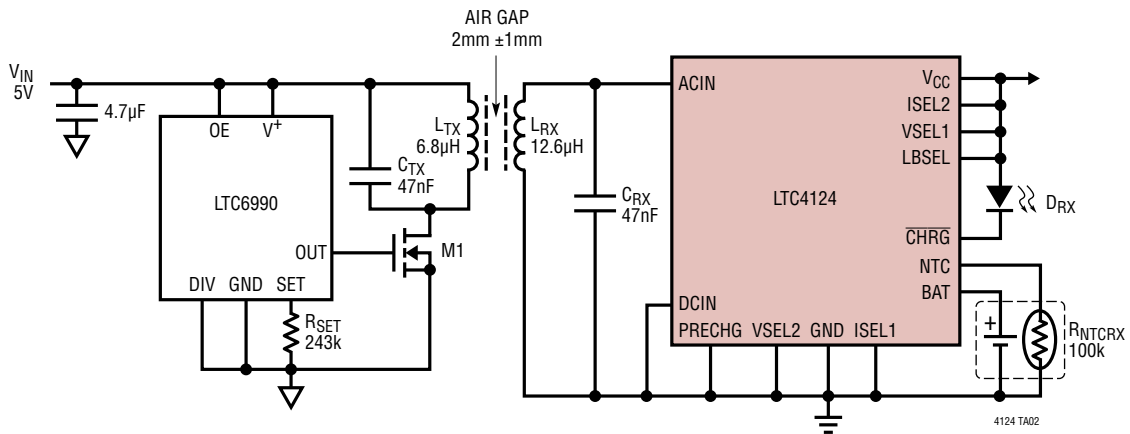 AIR GAP
2mm ±1mm
VIN
5V
4.7µF
OE
V+
LTC6990
OUT
DIV
GND
SET
RSET
243k
CTX
47nF
M1
LTX
6.8µH
LRX
12.6µH
CRX
47nF
ACIN
LTC4124
DCIN
PRECHG
VSEL2
GND
ISEL1
VCC
ISEL2
VSEL1
LBSEL
CHRG
NTC
BAT
DRX
+
RNTCRX
100k
4124 TA02